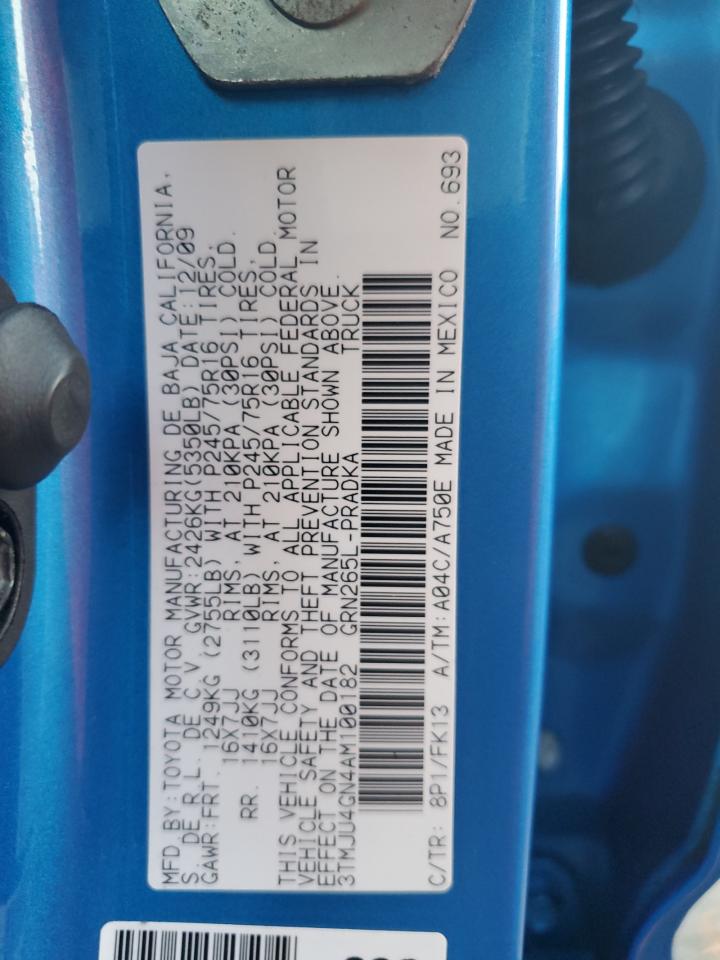 MFD.BY:TOYOTA MOTOR MANUFACTURING DE BAJA CALIFORNIA,
S. DE R.L. DE C.V. GVWR:2426KG(5350LB) DATE:12/09
GAWR:FRT. 1249KG (2755LB) WITH P245/75R16 TIRES,
16X7JJ RIMS, AT 210KPA (30PSI) COLD.
RR. 1410KG (3110LB) WITH P245/75R16 TIRES,
16X7JJ RIMS, AT 210KPA (30PSI) COLD.
THIS VEHICLE CONFORMS TO ALL APPLICABLE FEDERAL MOTOR
VEHICLE SAFETY AND THEFT PREVENTION STANDARDS IN
EFFECT ON THE DATE OF MANUFACTURE SHOWN ABOVE.
3TMJU4GN4AM100182 GRN265L-PRADKA TRUCK
C/TR: 8P1/FK13 A/TM:A04C/A750E MADE IN MEXICO NO.693